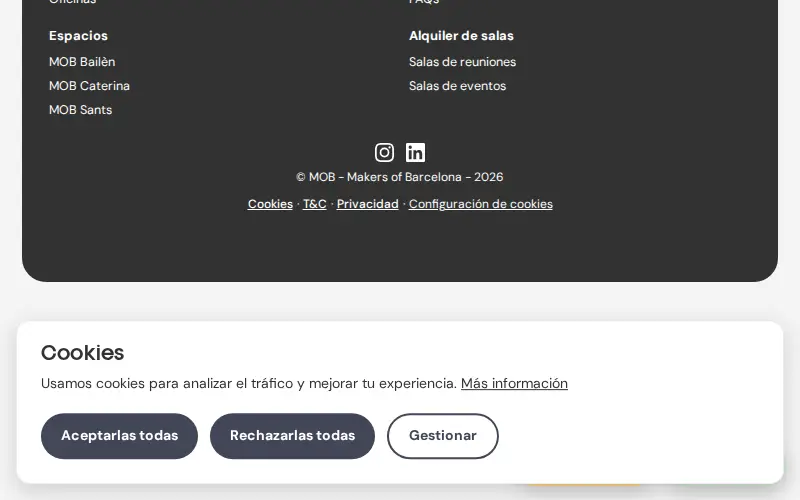 Oficinas
FAQs
Espacios
MOB Bailèn
MOB Caterina
MOB Sants
Alquiler de salas
Salas de reuniones
Salas de eventos
© MOB - Makers of Barcelona - 2026
Cookies · T&C · Privacidad · Configuración de cookies
Cookies
Usamos cookies para analizar el tráfico y mejorar tu experiencia. Más información
Aceptarlas todas
Rechazarlas todas
Gestionar